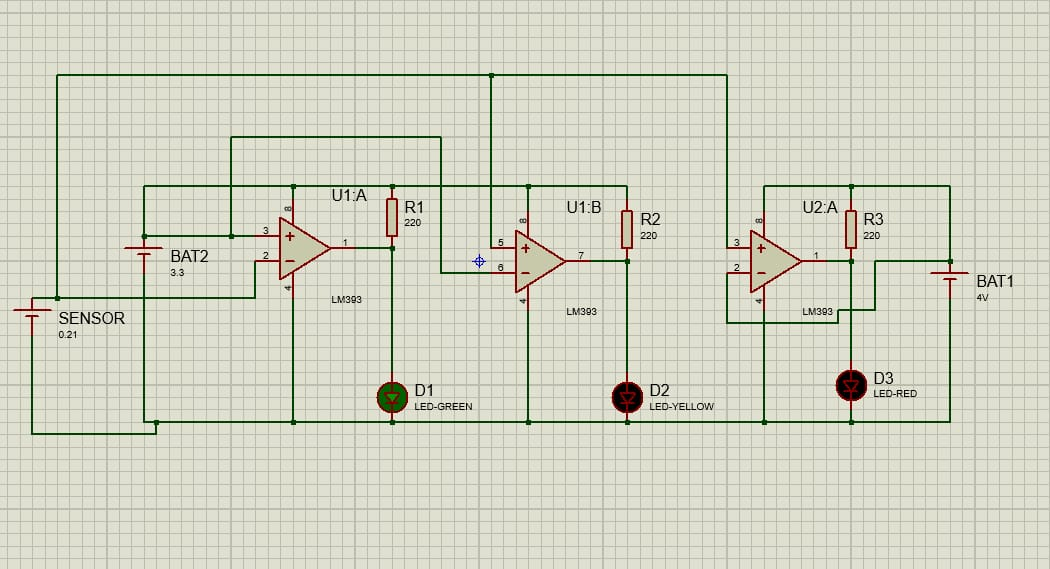 U1:A
8
3
2
1
4
LM393
R1
220
U1:B
8
5
6
7
4
LM393
R2
220
U2:A
8
3
2
1
4
LM393
R3
220
BAT2
3.3
BAT1
4V
SENSOR
0.21
D1
LED-GREEN
D2
LED-YELLOW
D3
LED-RED